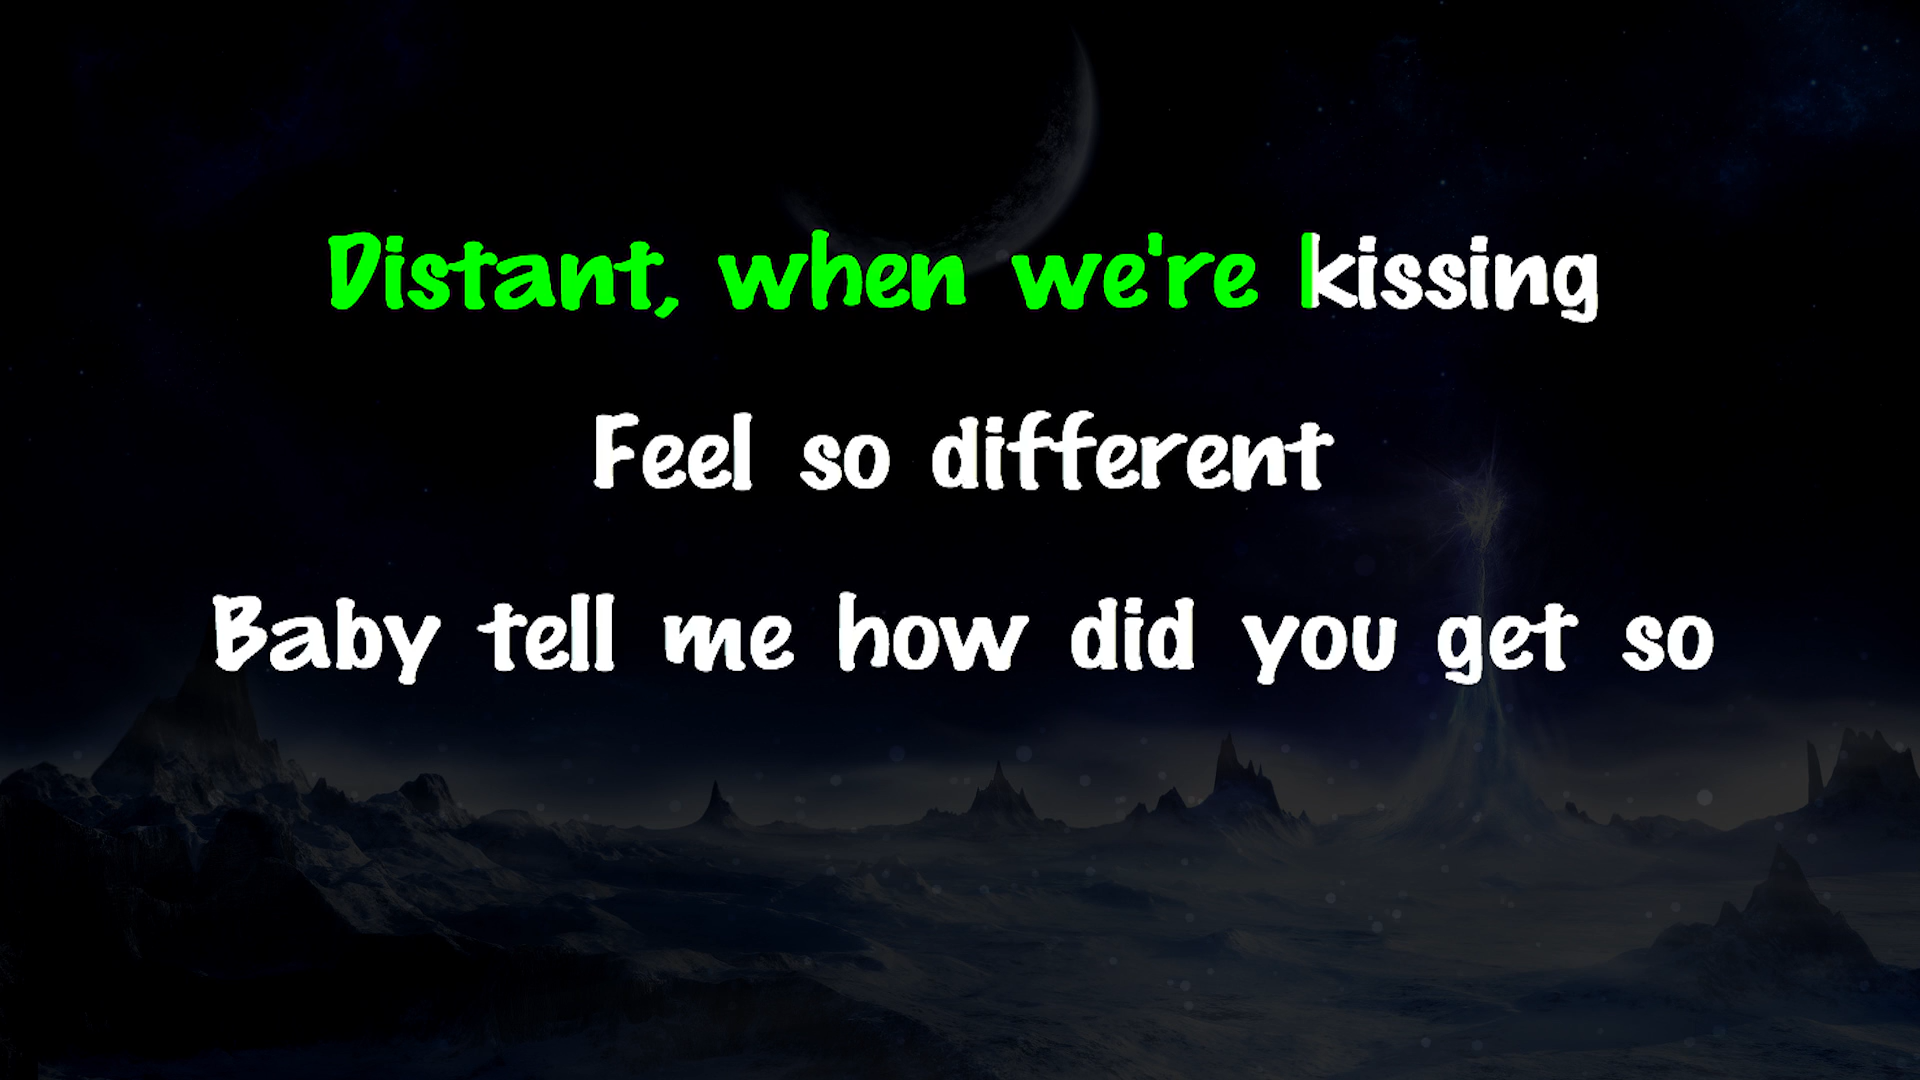 Distant, when we're kissing
Feel so different
Baby tell me how did you get so